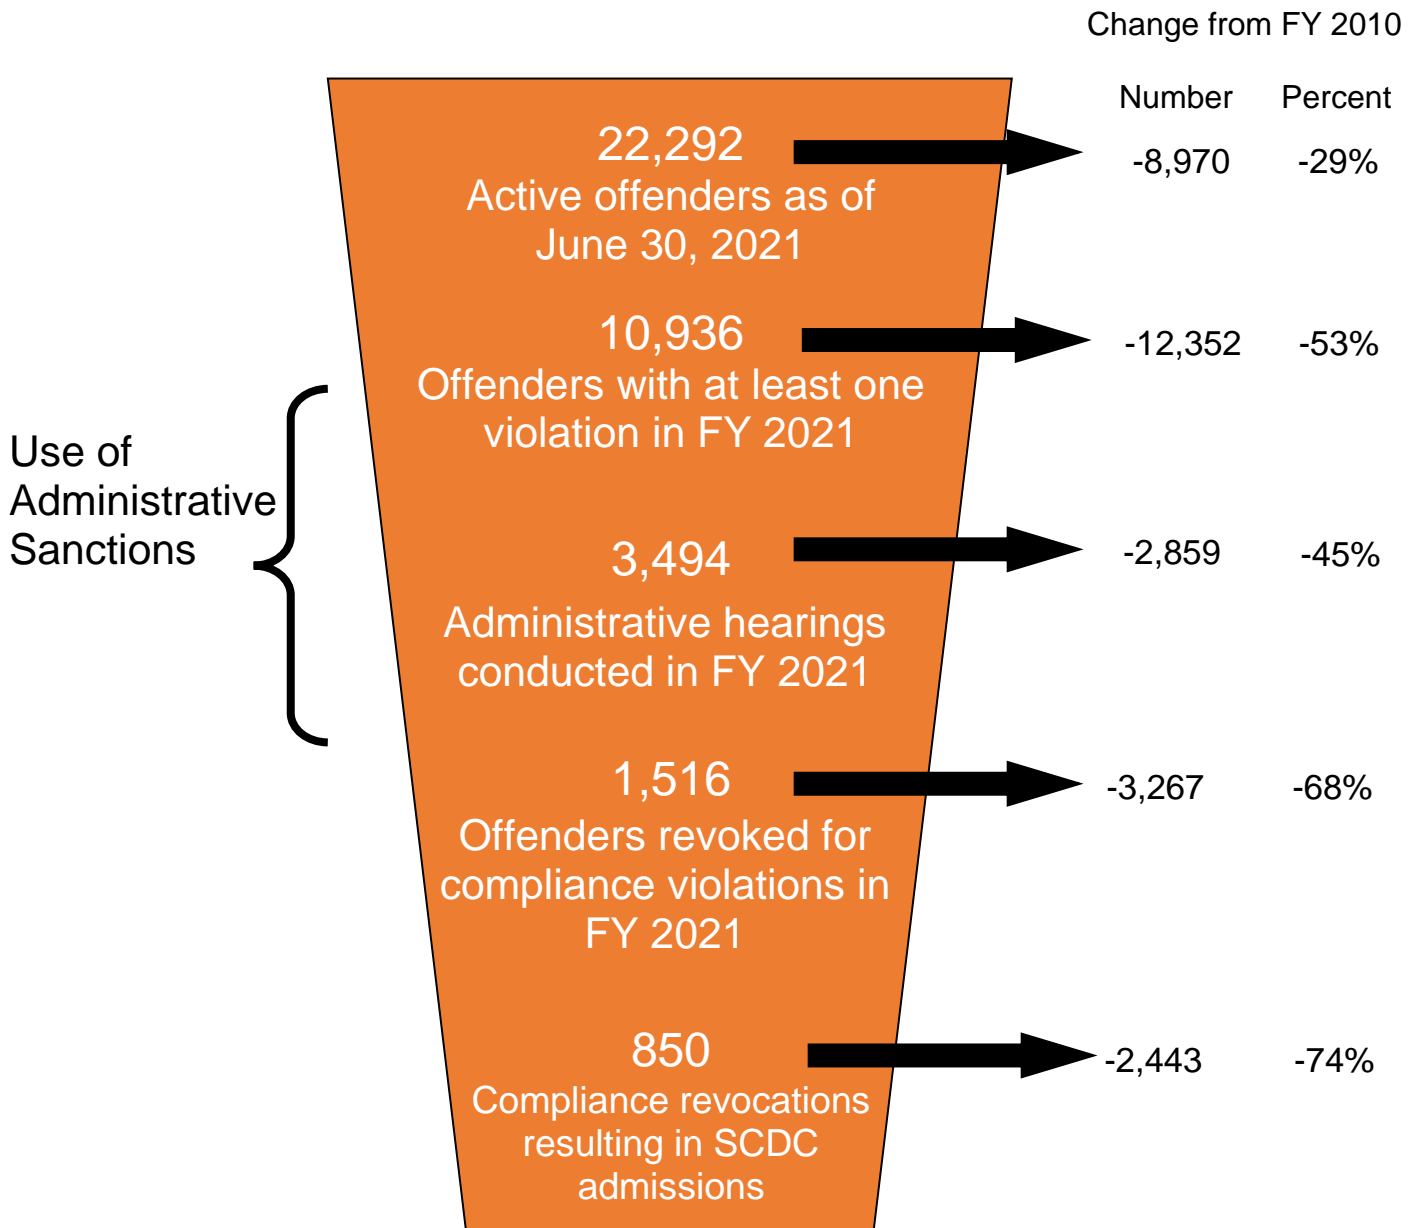 Change from FY 2010
Number Percent
22,292
Active offenders as of
June 30, 2021
-8,970 -29%
10,936
Offenders with at least one
violation in FY 2021
-12,352 -53%
Use of
Administrative
Sanctions
3,494
Administrative hearings
conducted in FY 2021
-2,859 -45%
1,516
Offenders revoked for
compliance violations in
FY 2021
-3,267 -68%
850
Compliance revocations
resulting in SCDC
admissions
-2,443 -74%